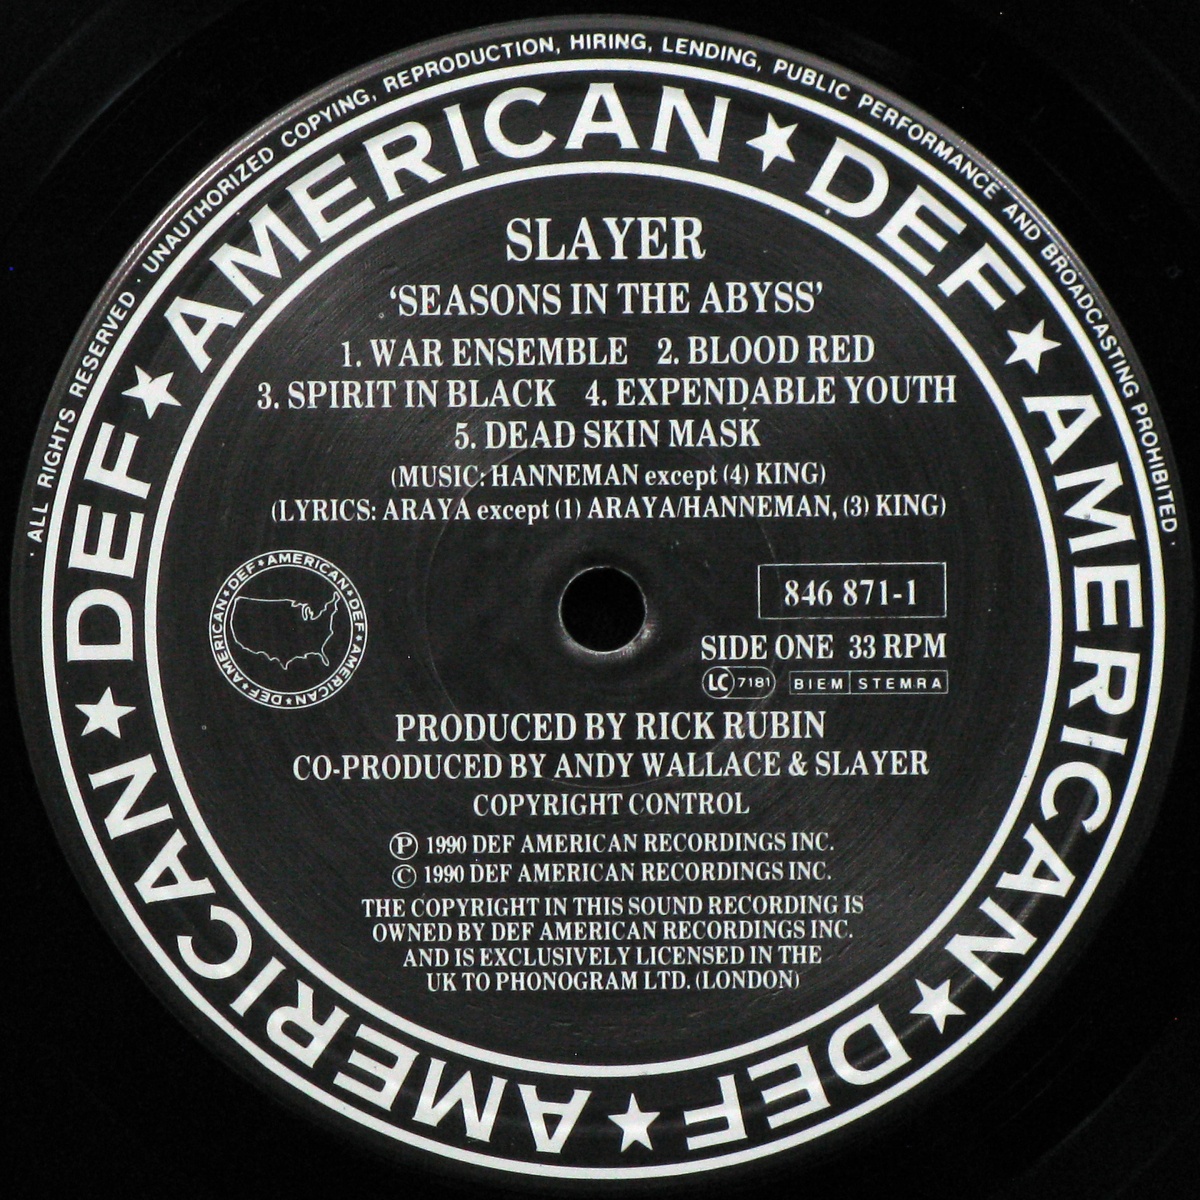 · ALL RIGHTS RESERVED · UNAUTHORIZED COPYING, REPRODUCTION, HIRING, LENDING, PUBLIC PERFORMANCE AND BROADCASTING PROHIBITED ·
DEF ★ AMERICAN ★ DEF ★ AMERICAN ★ DEF ★ AMERICAN ★ DEF ★ AMERICAN ★
SLAYER
‘SEASONS IN THE ABYSS’
1. WAR ENSEMBLE 2. BLOOD RED
3. SPIRIT IN BLACK 4. EXPENDABLE YOUTH
5. DEAD SKIN MASK
(MUSIC: HANNEMAN except (4) KING)
(LYRICS: ARAYA except (1) ARAYA/HANNEMAN, (3) KING)
DEF ★ AMERICAN ★ DEF ★ AMERICAN ★ DEF ★ AMERICAN ★ DEF ★ AMERICAN
846 871-1
SIDE ONE 33 RPM
LC 7181 BIEM STEMRA
PRODUCED BY RICK RUBIN
CO-PRODUCED BY ANDY WALLACE & SLAYER
COPYRIGHT CONTROL
℗ 1990 DEF AMERICAN RECORDINGS INC.
© 1990 DEF AMERICAN RECORDINGS INC.
THE COPYRIGHT IN THIS SOUND RECORDING IS
OWNED BY DEF AMERICAN RECORDINGS INC.
AND IS EXCLUSIVELY LICENSED IN THE
UK TO PHONOGRAM LTD. (LONDON)